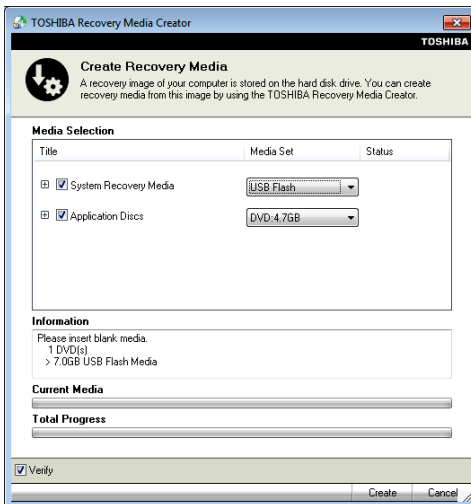 TOSHIBA Recovery Media Creator
TOSHIBA
Create Recovery Media
A recovery image of your computer is stored on the hard disk drive. You can create
recovery media from this image by using the TOSHIBA Recovery Media Creator.
Media Selection
Title Media Set Status
System Recovery Media USB Flash
Application Discs DVD:4.7GB
Information
Please insert blank media.
1 DVD(s)
> 7.0GB USB Flash Media
Current Media
Total Progress
Verify
Create Cancel